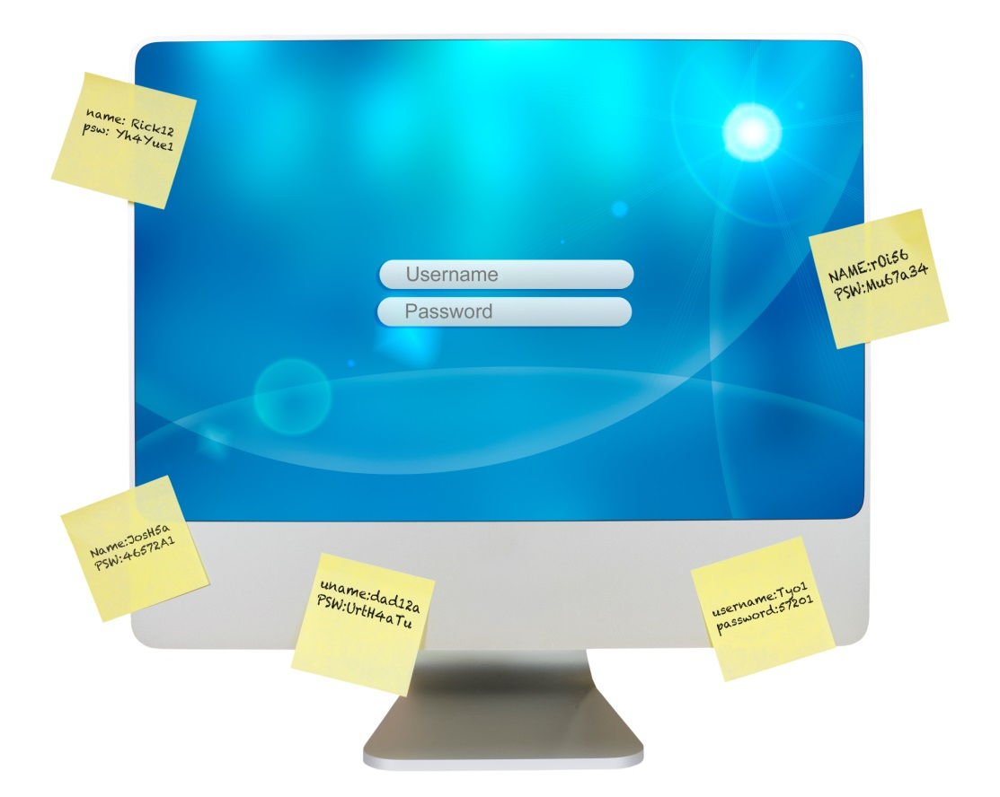 name: Rick12
psw: Yh4Yue1
Username
Password
NAME:r0i56
PSW:Mu67a34
Name:JosH5a
PSW:46572A1
uname:dad12a
PSW:UrtH4aTu
username:Tyo1
password:57201